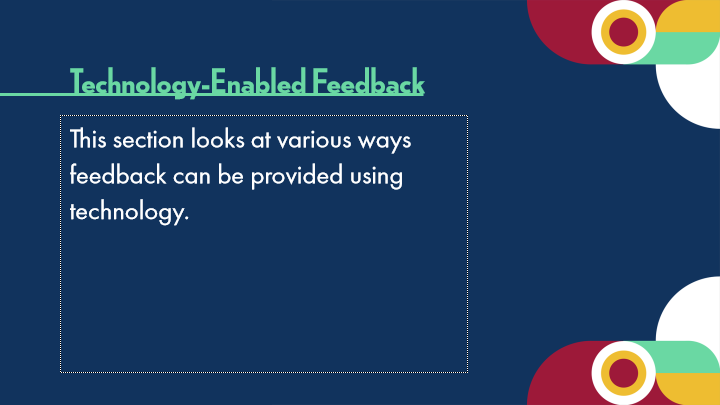 Technology-Enabled Feedback
This section looks at various ways
feedback can be provided using
technology.